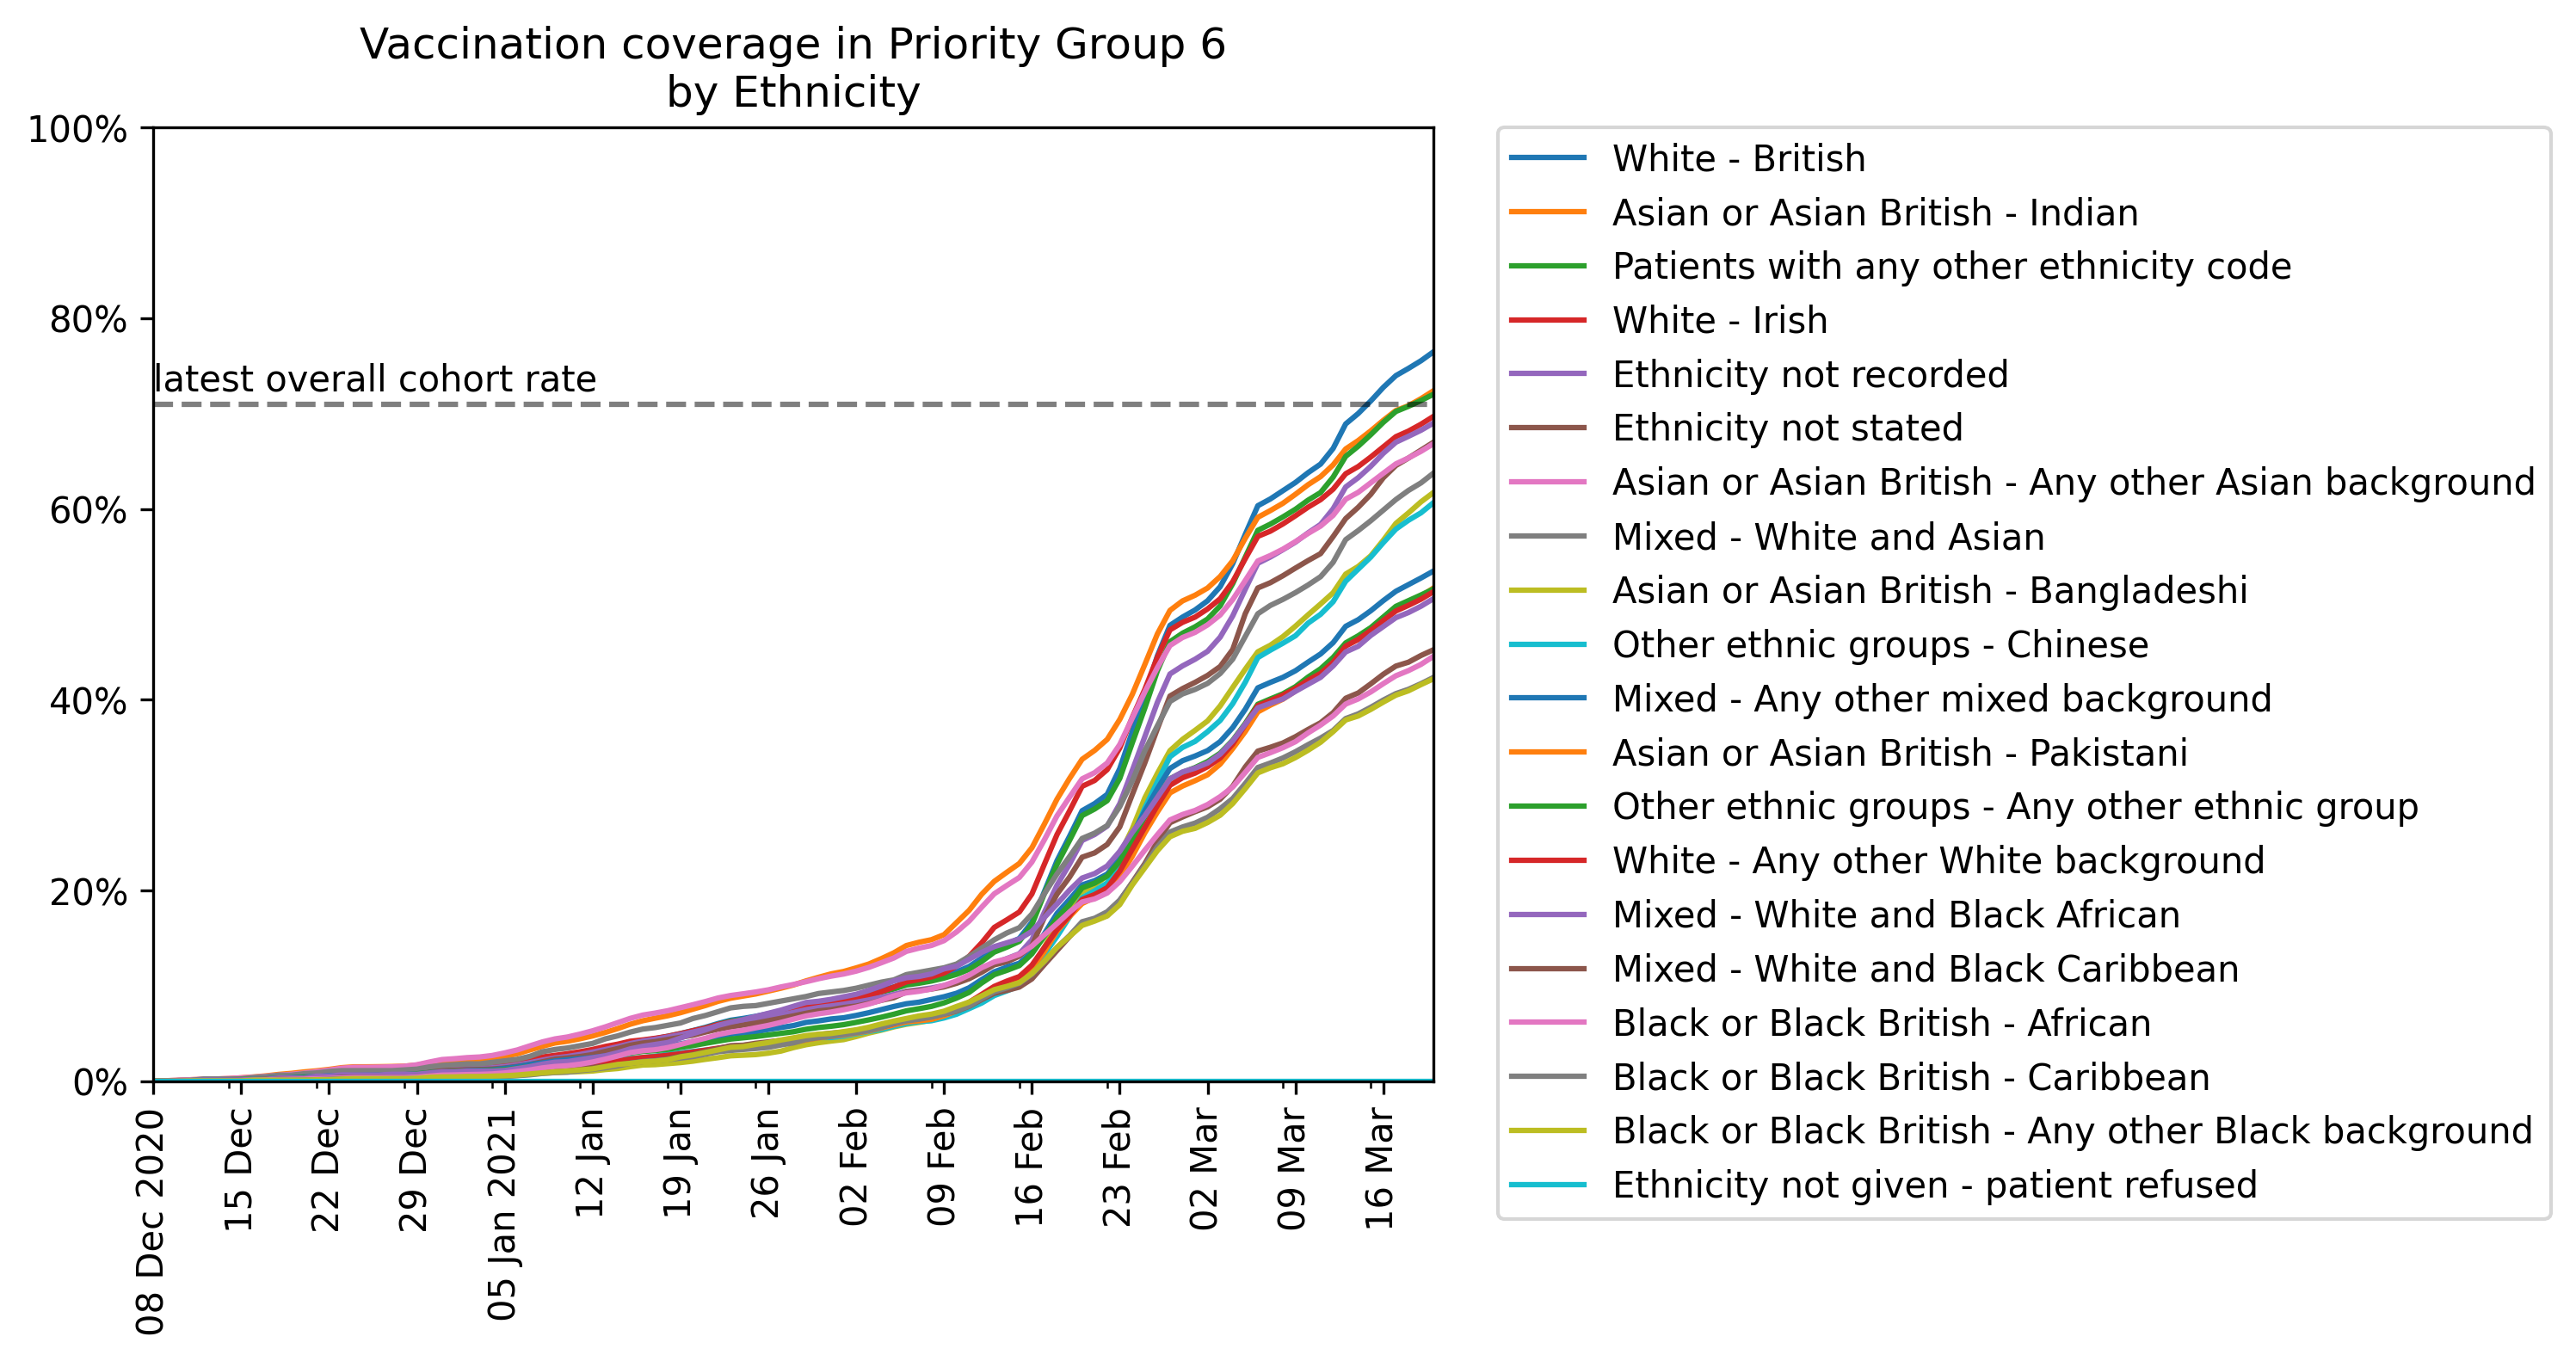 Vaccination coverage in Priority Group 6
by Ethnicity
100%
80%
60%
40%
20%
0%
latest overall cohort rate
08 Dec 2020
15 Dec
22 Dec
29 Dec
05 Jan 2021
12 Jan
19 Jan
26 Jan
02 Feb
09 Feb
16 Feb
23 Feb
02 Mar
09 Mar
16 Mar
White - British
Asian or Asian British - Indian
Patients with any other ethnicity code
White - Irish
Ethnicity not recorded
Ethnicity not stated
Asian or Asian British - Any other Asian background
Mixed - White and Asian
Asian or Asian British - Bangladeshi
Other ethnic groups - Chinese
Mixed - Any other mixed background
Asian or Asian British - Pakistani
Other ethnic groups - Any other ethnic group
White - Any other White background
Mixed - White and Black African
Mixed - White and Black Caribbean
Black or Black British - African
Black or Black British - Caribbean
Black or Black British - Any other Black background
Ethnicity not given - patient refused